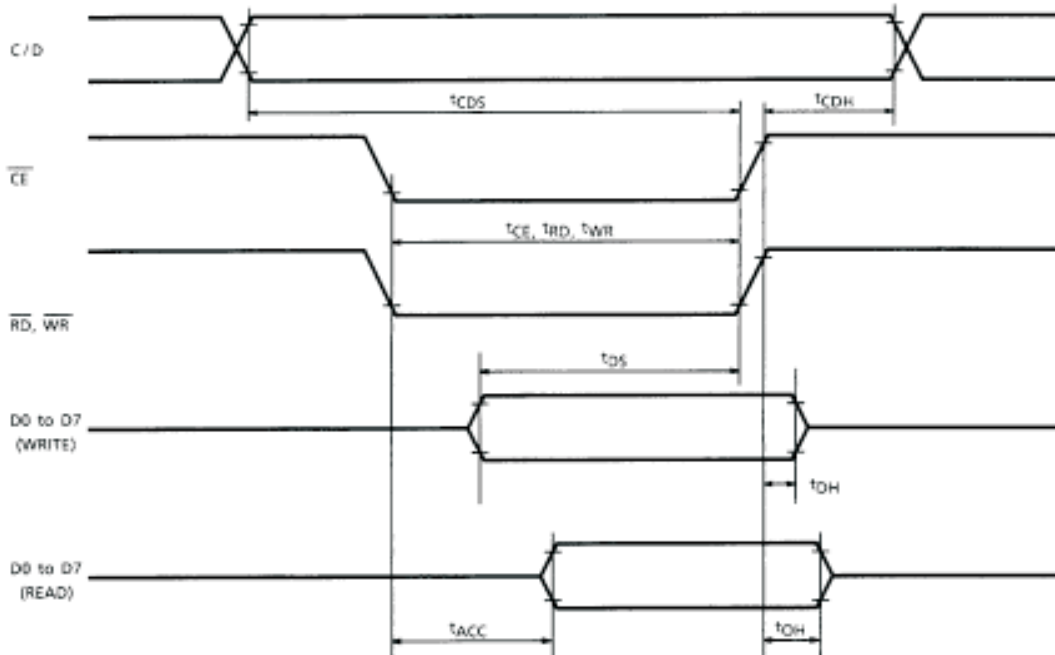 C/D
tCDS
tCDH
CE
tCE, tRD, tWR
RD, WR
tDS
D0 to D7
(WRITE)
tDH
D0 to D7
(READ)
tACC
tOH